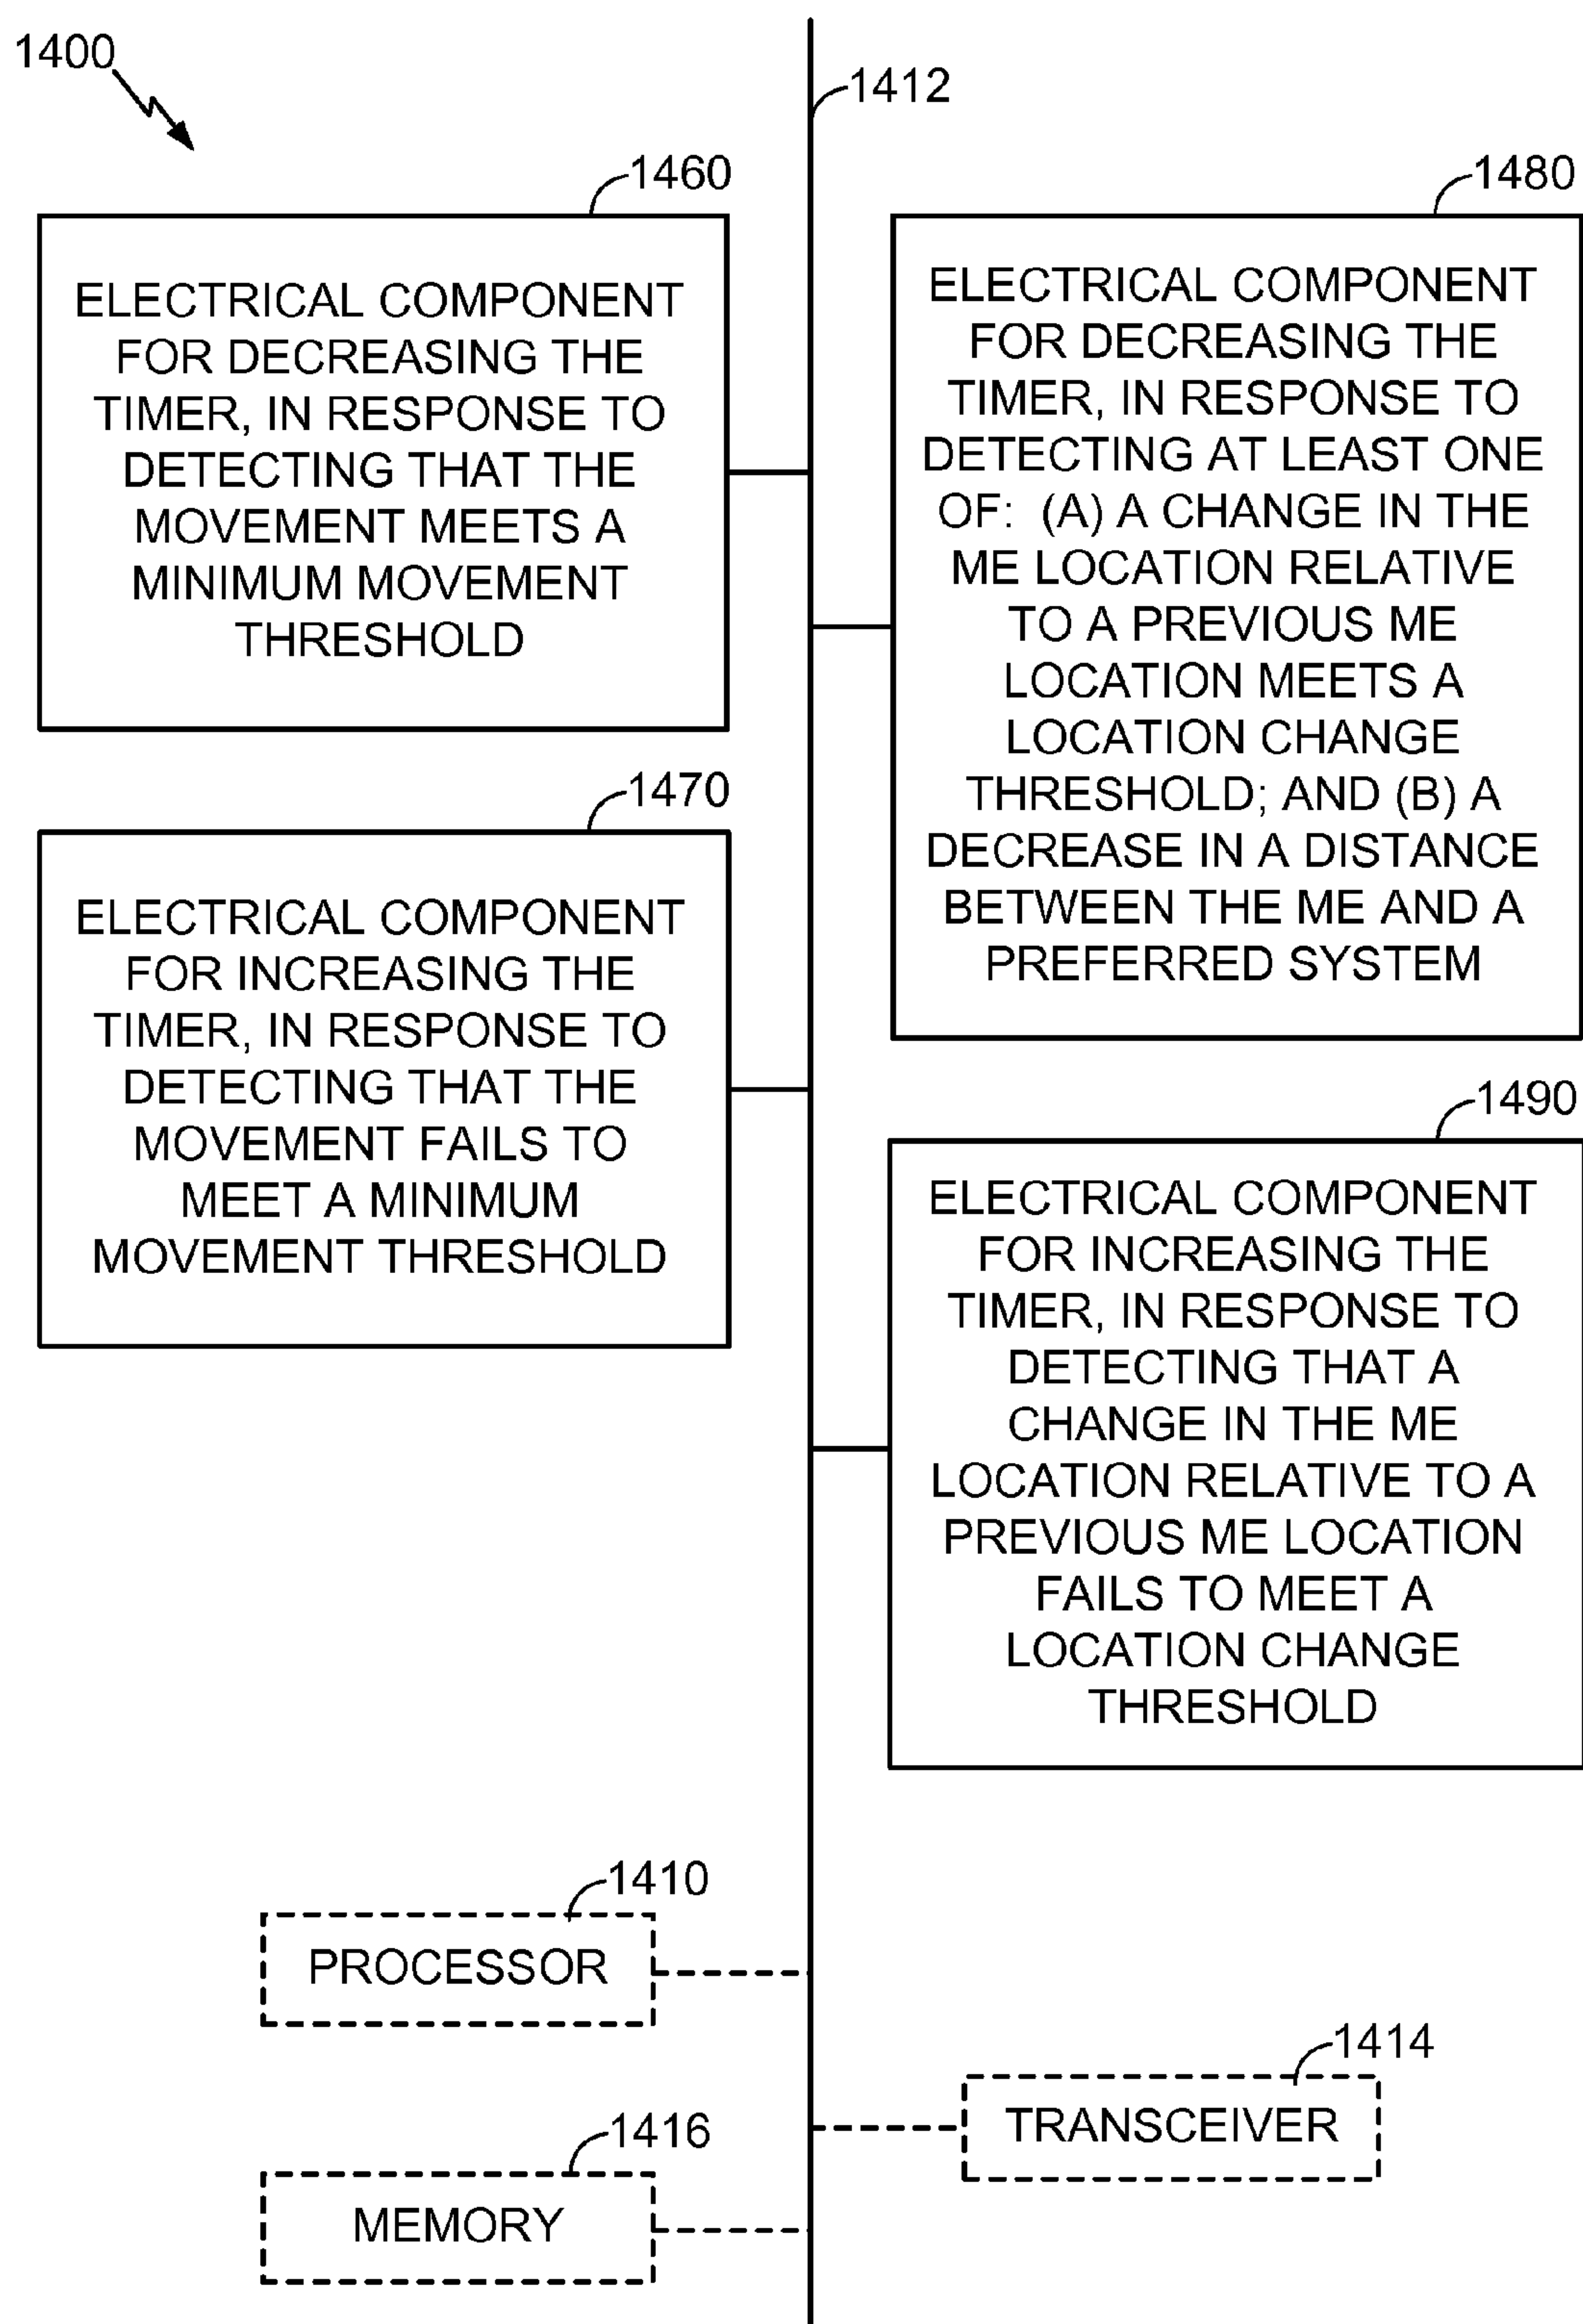 1400
1412
1460
ELECTRICAL COMPONENT
FOR DECREASING THE
TIMER, IN RESPONSE TO
DETECTING THAT THE
MOVEMENT MEETS A
MINIMUM MOVEMENT
THRESHOLD
1480
ELECTRICAL COMPONENT
FOR DECREASING THE
TIMER, IN RESPONSE TO
DETECTING AT LEAST ONE
OF: (A) A CHANGE IN THE
ME LOCATION RELATIVE
TO A PREVIOUS ME
LOCATION MEETS A
LOCATION CHANGE
THRESHOLD; AND (B) A
DECREASE IN A DISTANCE
BETWEEN THE ME AND A
PREFERRED SYSTEM
1470
ELECTRICAL COMPONENT
FOR INCREASING THE
TIMER, IN RESPONSE TO
DETECTING THAT THE
MOVEMENT FAILS TO
MEET A MINIMUM
MOVEMENT THRESHOLD
1490
ELECTRICAL COMPONENT
FOR INCREASING THE
TIMER, IN RESPONSE TO
DETECTING THAT A
CHANGE IN THE ME
LOCATION RELATIVE TO A
PREVIOUS ME LOCATION
FAILS TO MEET A
LOCATION CHANGE
THRESHOLD
1410
PROCESSOR
1414
TRANSCEIVER
1416
MEMORY